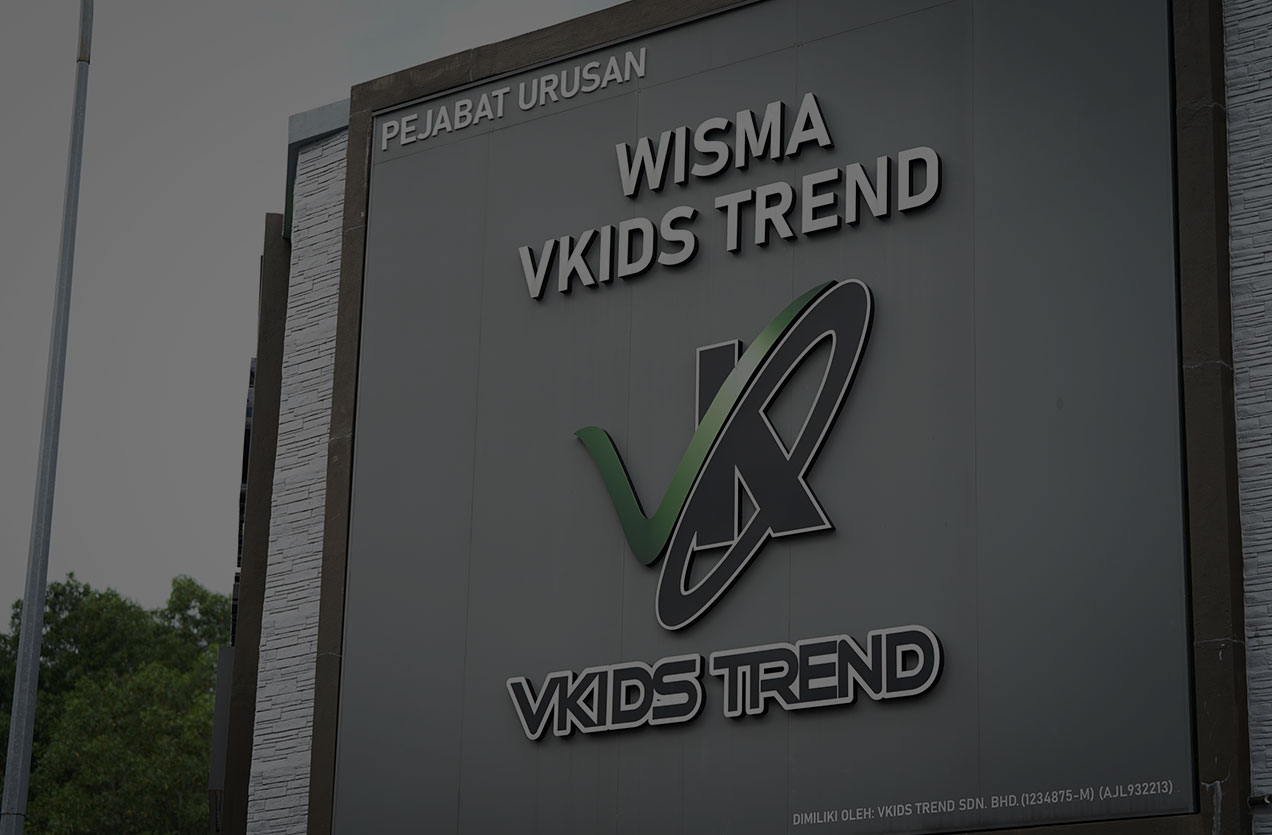 PEJABAT URUSAN
WISMA
VKIDS TREND
VKIDS TREND
DIMILIKI OLEH: VKIDS TREND SDN. BHD.(1234875-M) (AJL932213)